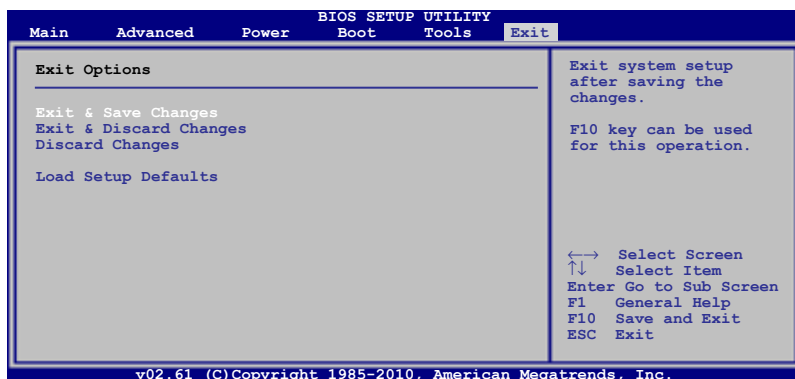 BIOS SETUP UTILITY
Main Advanced Power Boot Tools Exit
Exit Options
Exit & Save Changes
Exit & Discard Changes
Discard Changes
Load Setup Defaults
Exit system setup
after saving the
changes.
F10 key can be used
for this operation.
←→ Select Screen
↑↓ Select Item
Enter Go to Sub Screen
F1 General Help
F10 Save and Exit
ESC Exit
v02.61 (C)Copyright 1985-2010, American Megatrends, Inc.